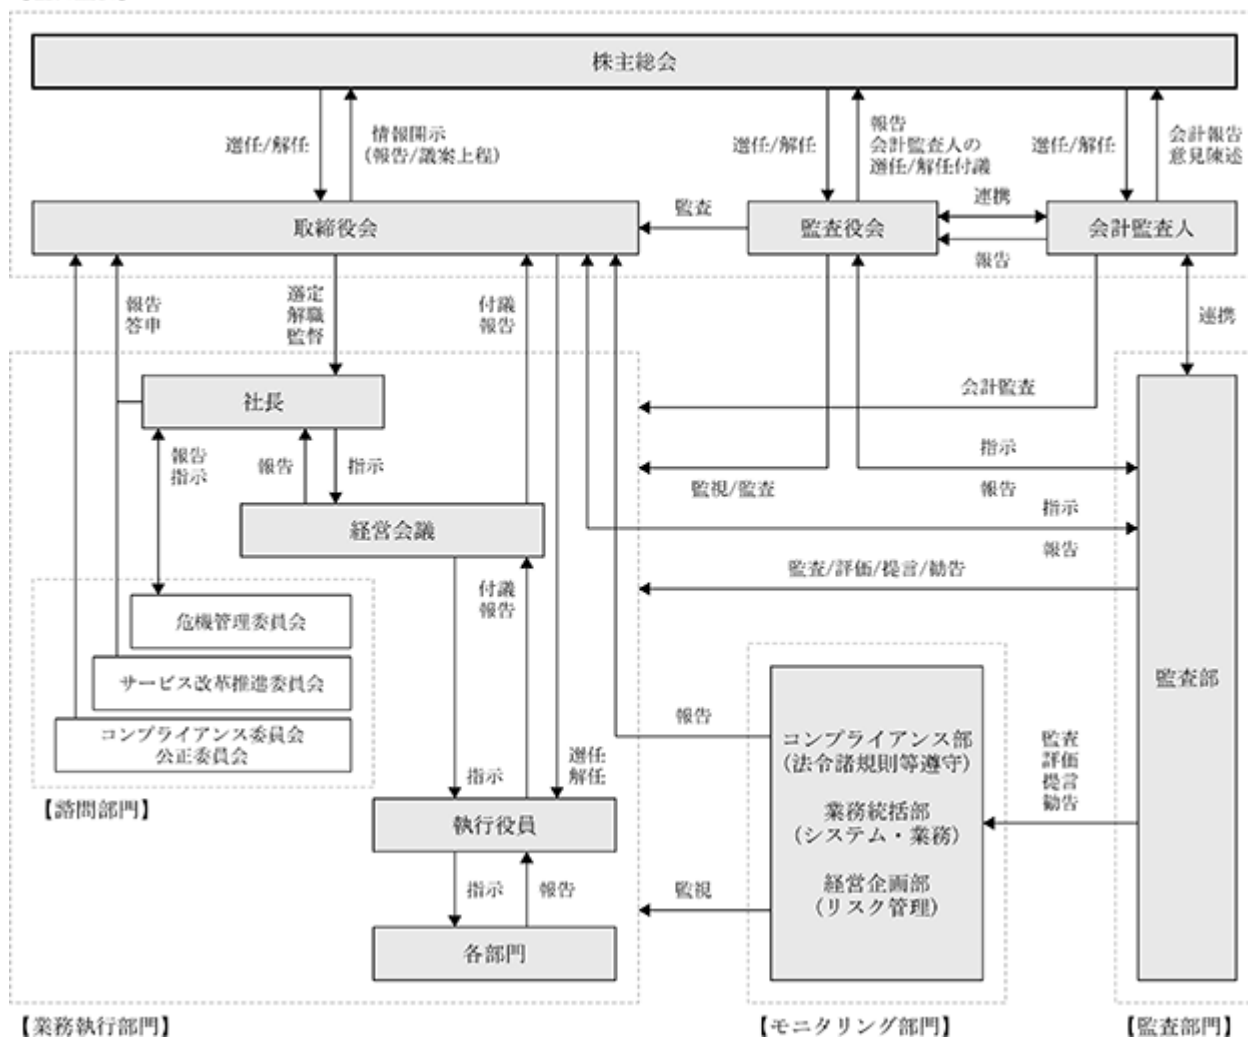 株主総会
選任/解任
情報開示
(報告/議案上程)
選任/解任
報告
会計監査人の
選任/解任付議
選任/解任
会計報告
意見陳述
取締役会
監査
監査役会
連携
報告
会計監査人
報告
答申
選定
解職
監督
付議
報告
連携
社長
会計監査
報告
指示
報告
指示
監視/監査
指示
報告
経営会議
指示
報告
付議
報告
監査/評価/提言/勧告
危機管理委員会
サービス改革推進委員会
コンプライアンス委員会
公正委員会
【諮問部門】
指示
選任
解任
報告
コンプライアンス部
(法令諸規則等遵守)
業務統括部
(システム・業務)
経営企画部
(リスク管理)
監査
評価
提言
勧告
監査部
執行役員
指示
報告
監視
各部門
【業務執行部門】
【モニタリング部門】
【監査部門】